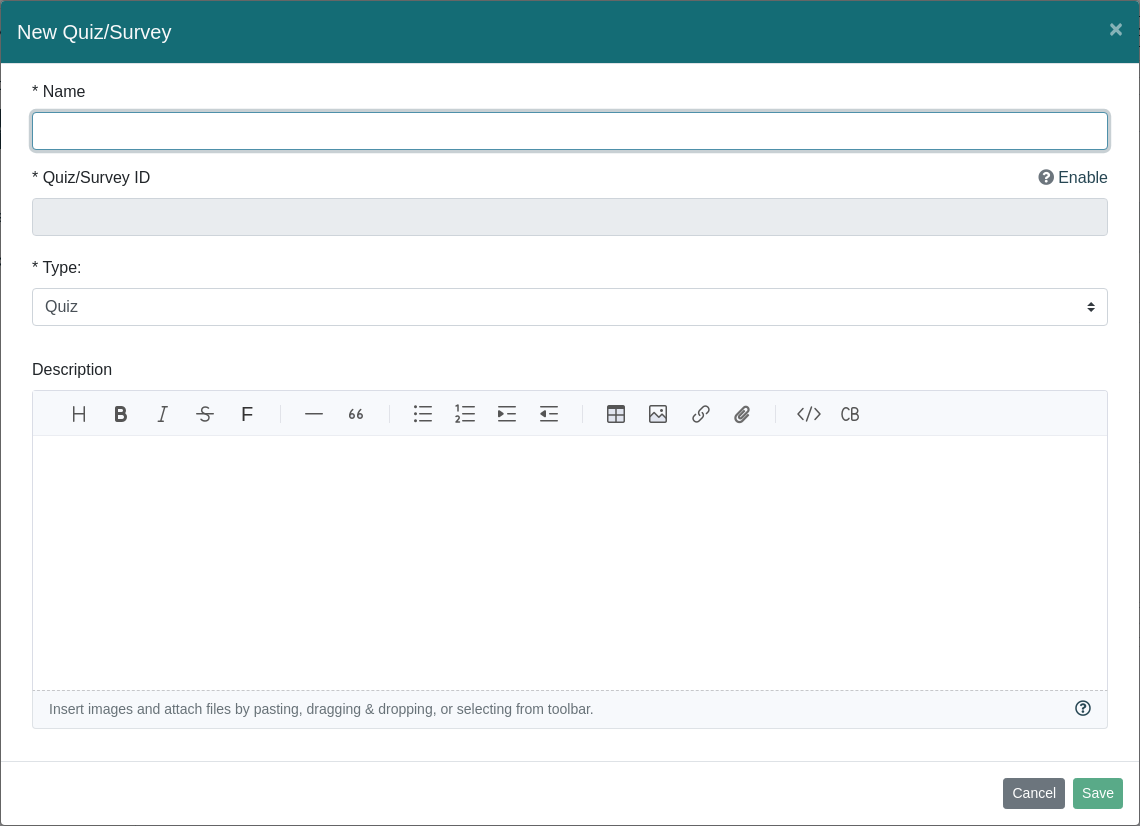 New Quiz/Survey ×
* Name
* Quiz/Survey ID Enable
* Type:
Quiz
Description
H B I S F 66 </> CB
Insert images and attach files by pasting, dragging & dropping, or selecting from toolbar.
Cancel Save